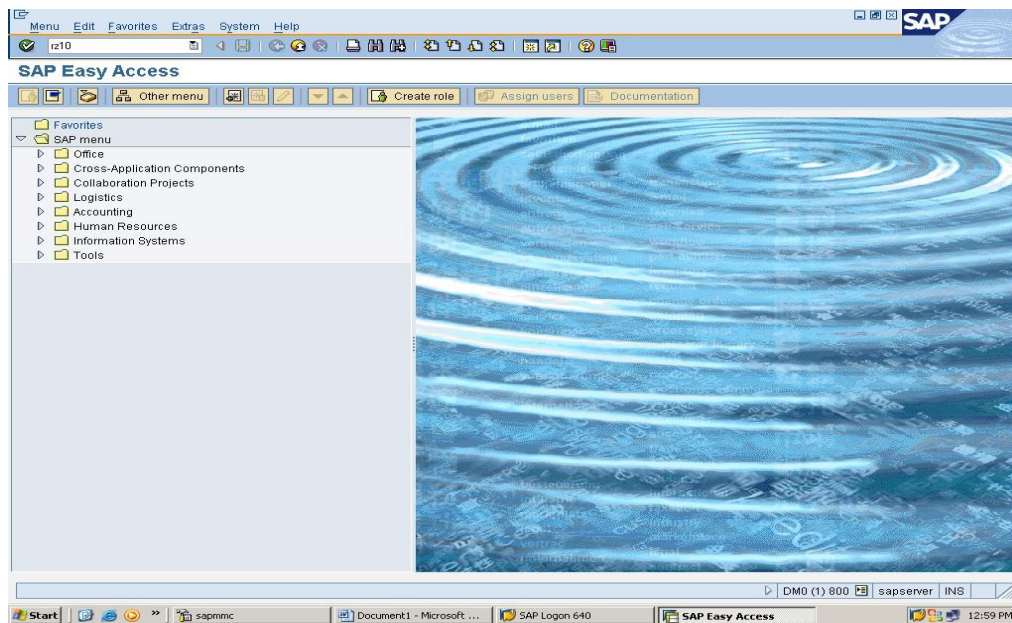 Menu Edit Favorites Extras System Help
SAP
rz10
SAP Easy Access
Other menu Create role Assign users Documentation
Favorites
SAP menu
Office
Cross-Application Components
Collaboration Projects
Logistics
Accounting
Human Resources
Information Systems
Tools
DM0 (1) 800 sapserver INS
Start » sapmmc Document1 - Microsoft ... SAP Logon 640 SAP Easy Access 12:59 PM